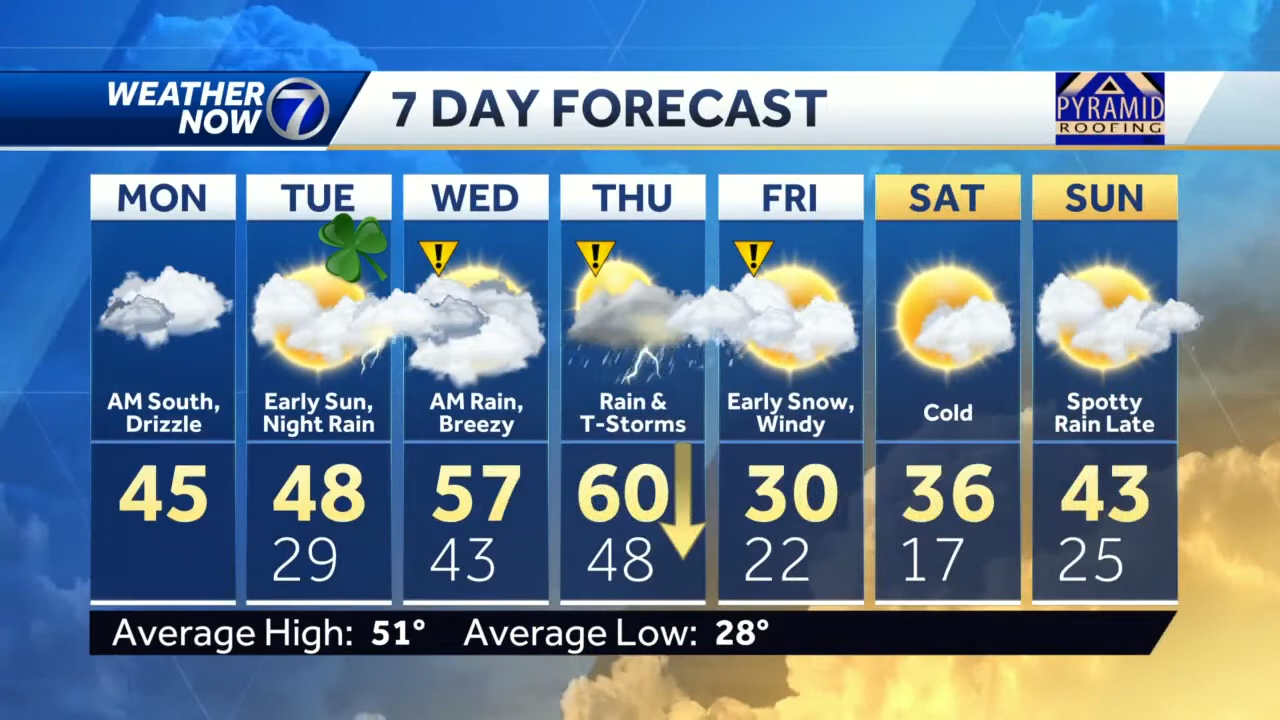 WEATHER
NOW 7
7 DAY FORECAST
PYRAMID
ROOFING
MON
TUE
WED
THU
FRI
SAT
SUN
!
!
!
AM South,
Drizzle
Early Sun,
Night Rain
AM Rain,
Breezy
Rain &
T-Storms
Early Snow,
Windy
Cold
Spotty
Rain Late
45
48
57
60
30
36
43
29
43
48
22
17
25
Average High: 51° Average Low: 28°